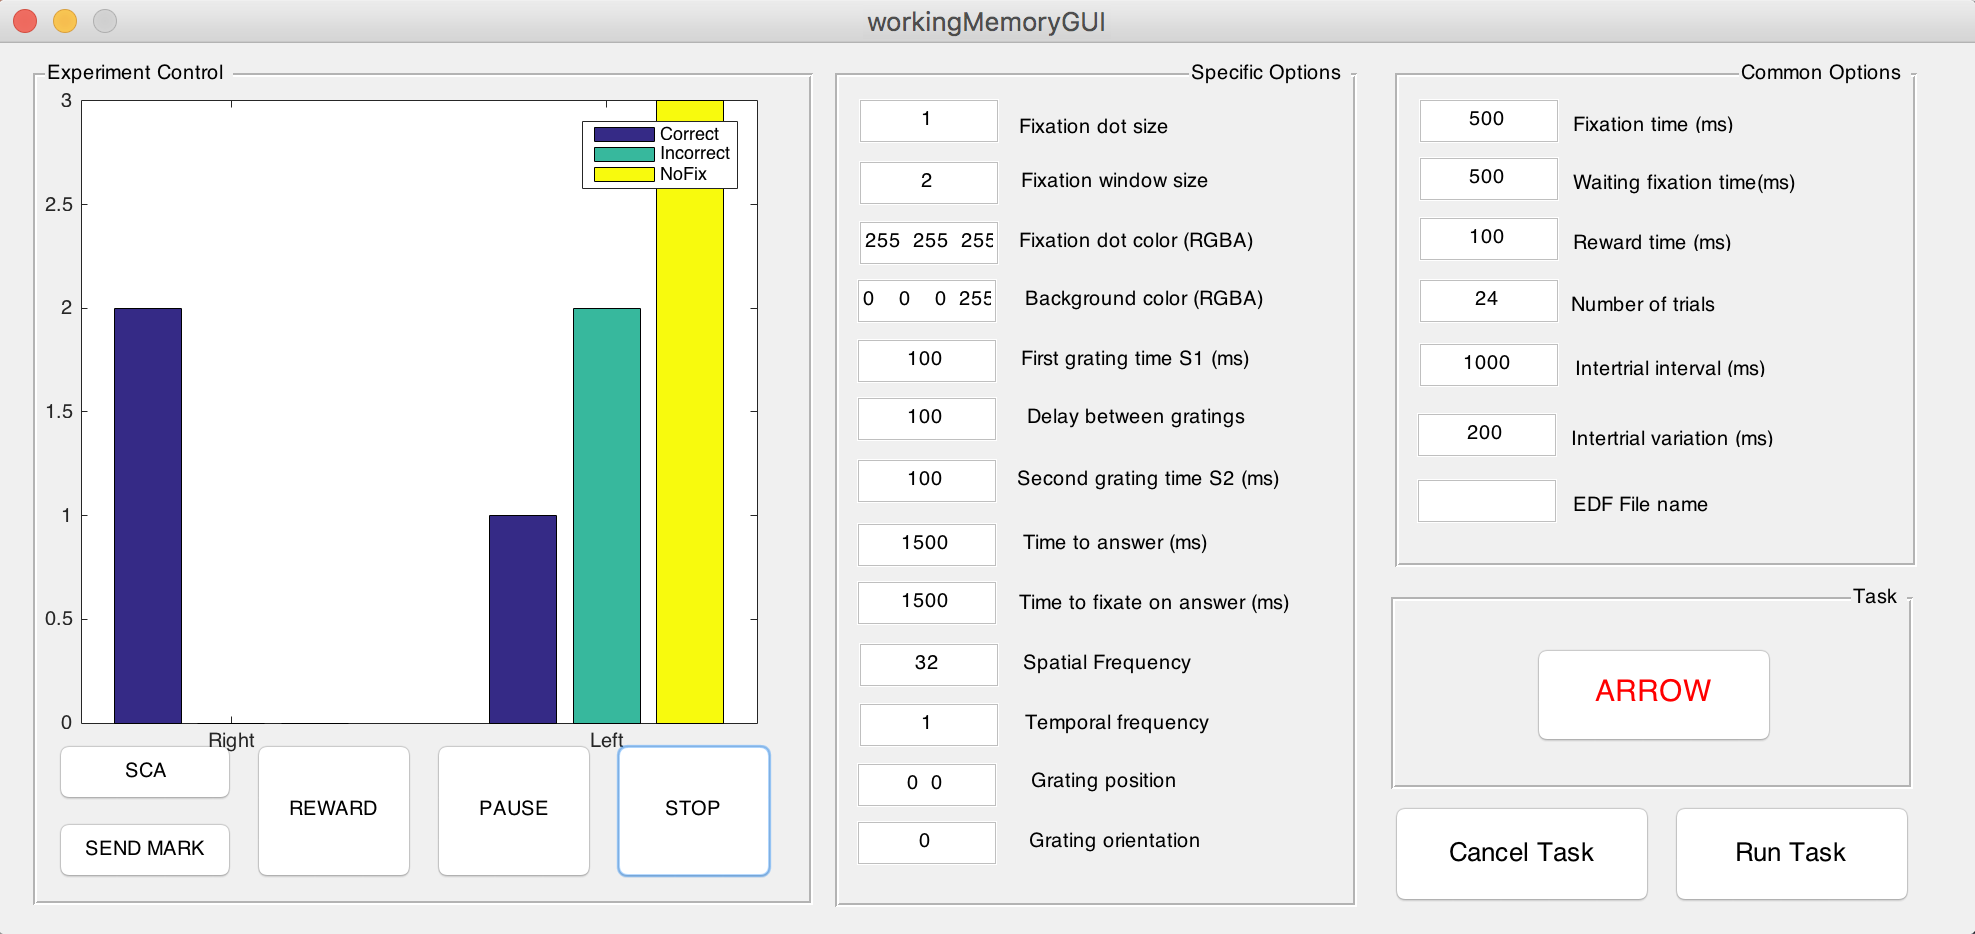 workingMemoryGUI
Experiment Control
3
2.5
2
1.5
1
0.5
0
Correct
Incorrect
NoFix
Right
Left
SCA
SEND MARK
REWARD
PAUSE
STOP
Specific Options
1 Fixation dot size
2 Fixation window size
255 255 255 Fixation dot color (RGBA)
0 0 0 255 Background color (RGBA)
100 First grating time S1 (ms)
100 Delay between gratings
100 Second grating time S2 (ms)
1500 Time to answer (ms)
1500 Time to fixate on answer (ms)
32 Spatial Frequency
1 Temporal frequency
0 0 Grating position
0 Grating orientation
Common Options
500 Fixation time (ms)
500 Waiting fixation time(ms)
100 Reward time (ms)
24 Number of trials
1000 Intertrial interval (ms)
200 Intertrial variation (ms)
EDF File name
Task
ARROW
Cancel Task
Run Task